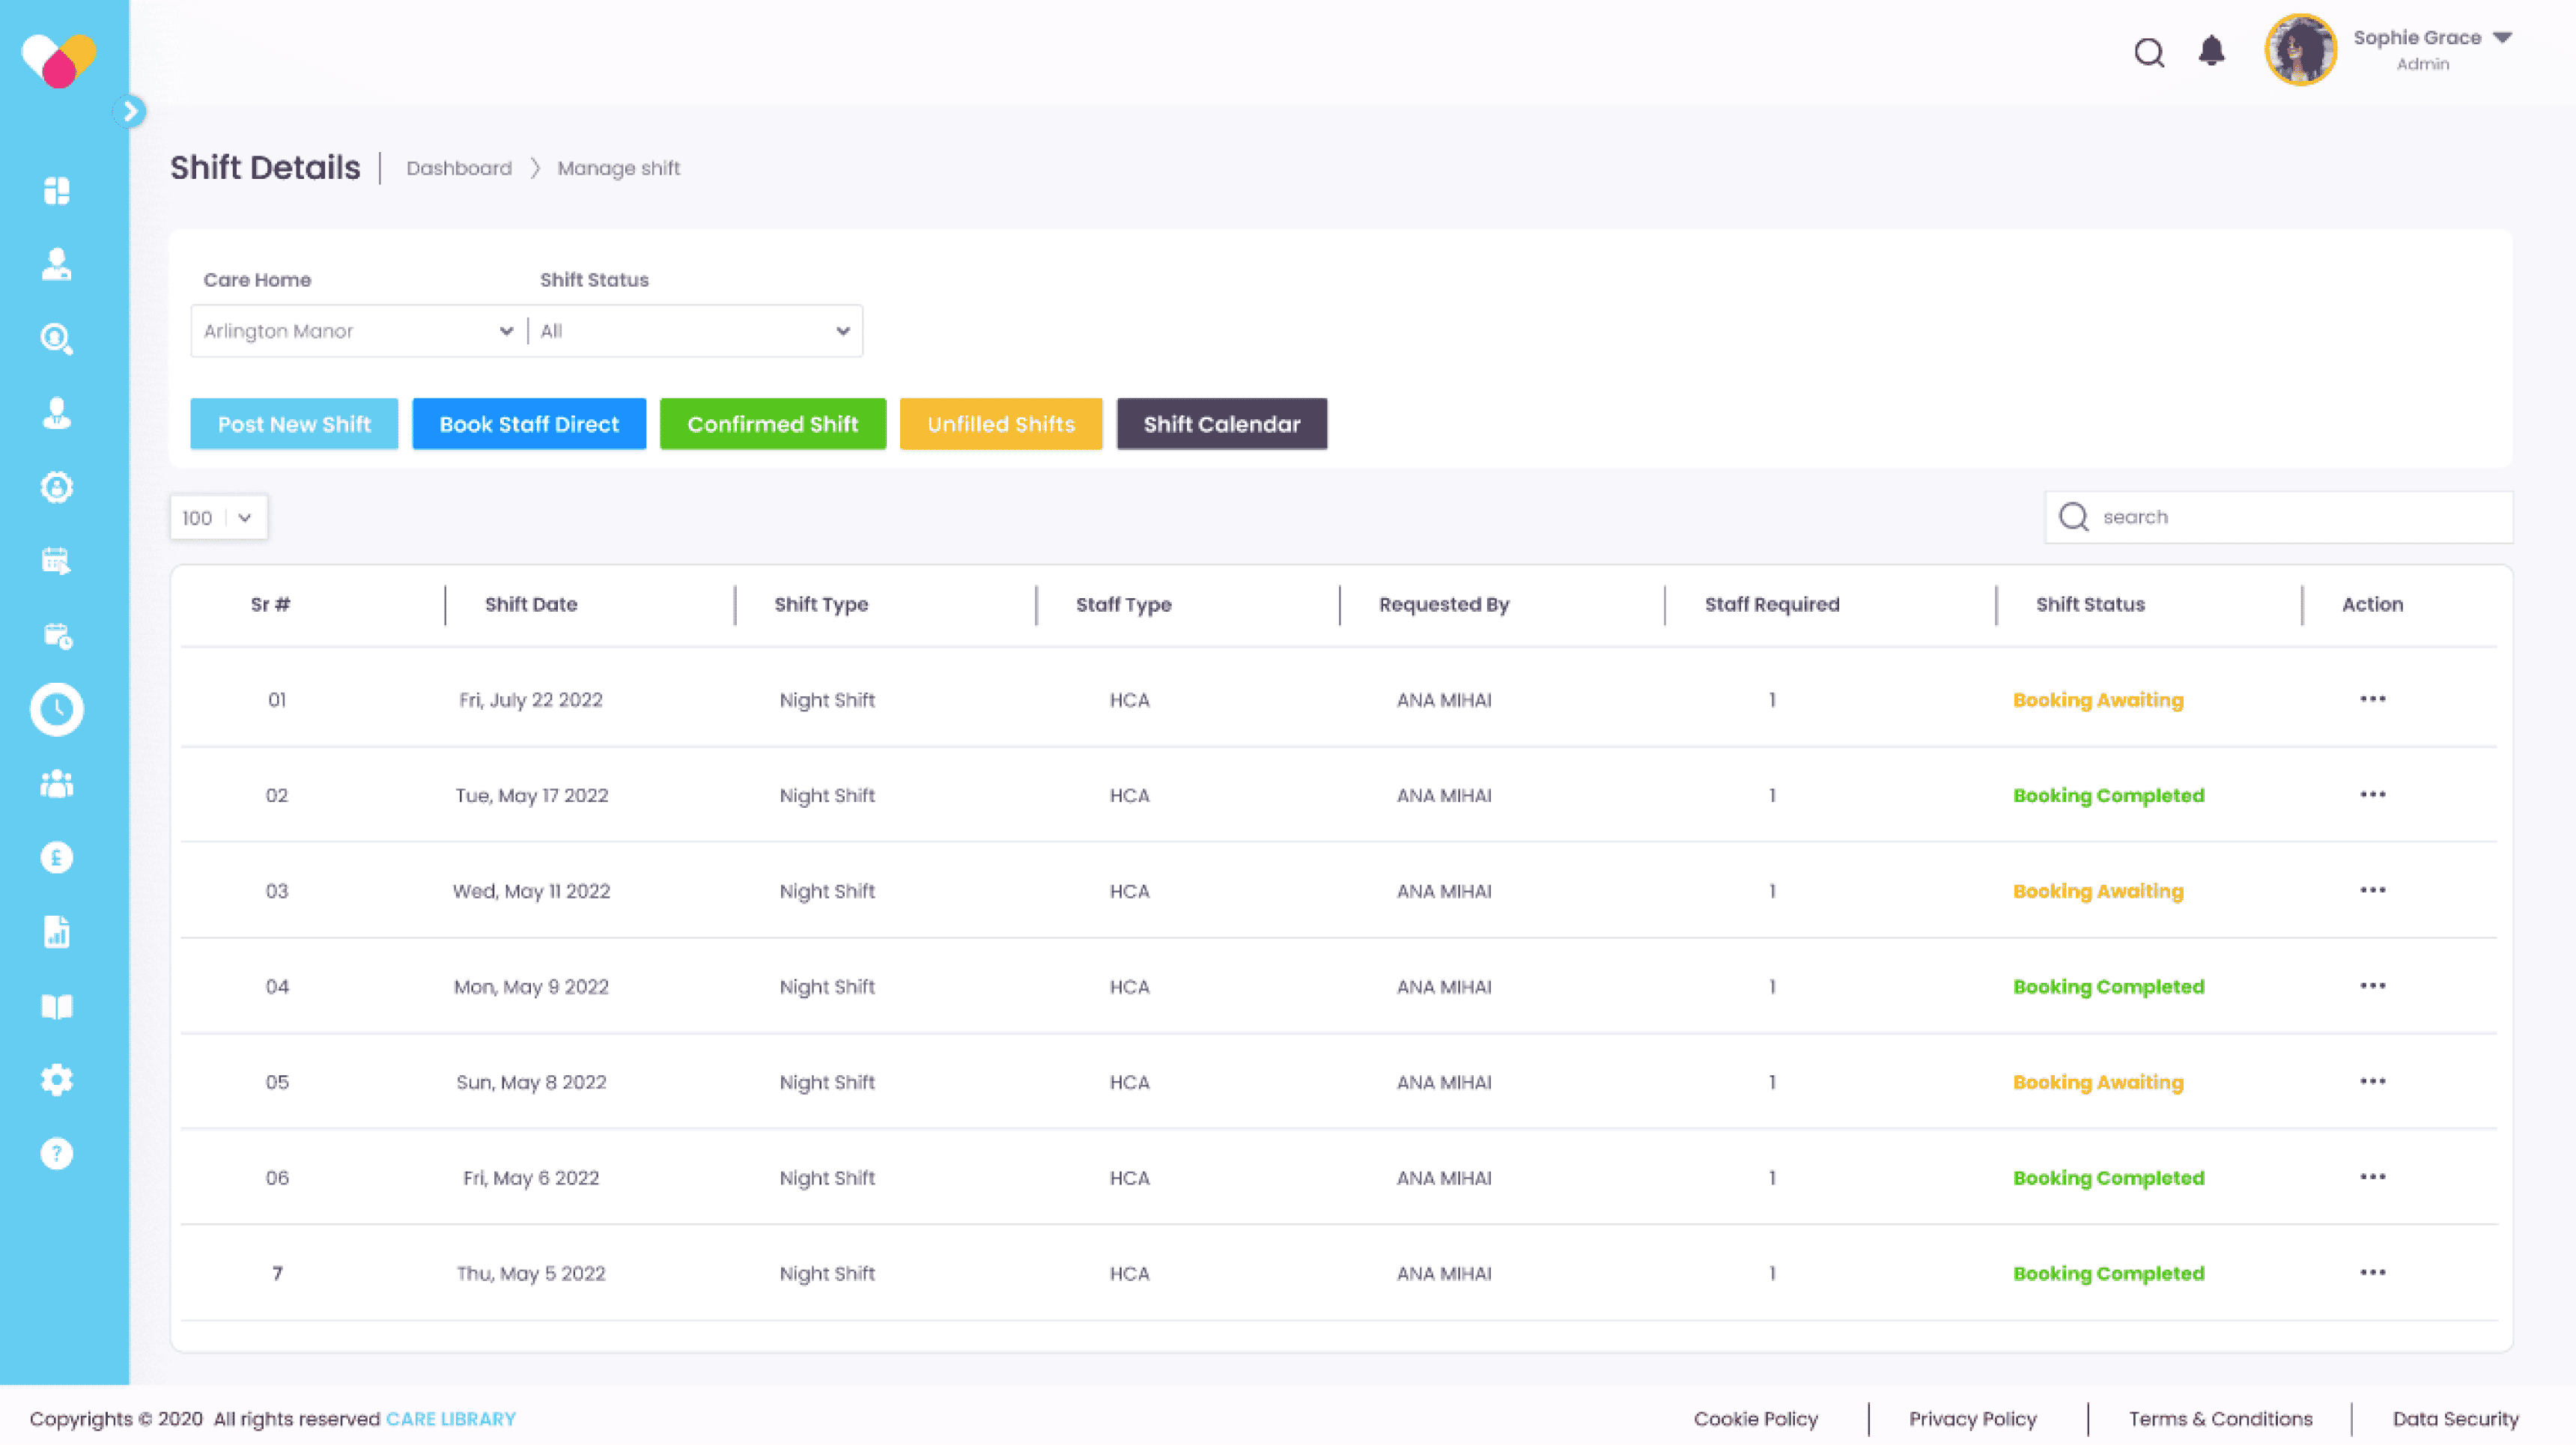 Sophie Grace
Admin
Shift Details Dashboard Manage shift
Care Home Shift Status
Arlington Manor All
Post New Shift Book Staff Direct Confirmed Shift Unfilled Shifts Shift Calendar
100 search
Sr # Shift Date Shift Type Staff Type Requested By Staff Required Shift Status Action
01 Fri, July 22 2022 Night Shift HCA ANA MIHAI 1 Booking Awaiting
02 Tue, May 17 2022 Night Shift HCA ANA MIHAI 1 Booking Completed
03 Wed, May 11 2022 Night Shift HCA ANA MIHAI 1 Booking Awaiting
04 Mon, May 9 2022 Night Shift HCA ANA MIHAI 1 Booking Completed
05 Sun, May 8 2022 Night Shift HCA ANA MIHAI 1 Booking Awaiting
06 Fri, May 6 2022 Night Shift HCA ANA MIHAI 1 Booking Completed
7 Thu, May 5 2022 Night Shift HCA ANA MIHAI 1 Booking Completed
Copyrights © 2020 All rights reserved CARE LIBRARY Cookie Policy Privacy Policy Terms & Conditions Data Security